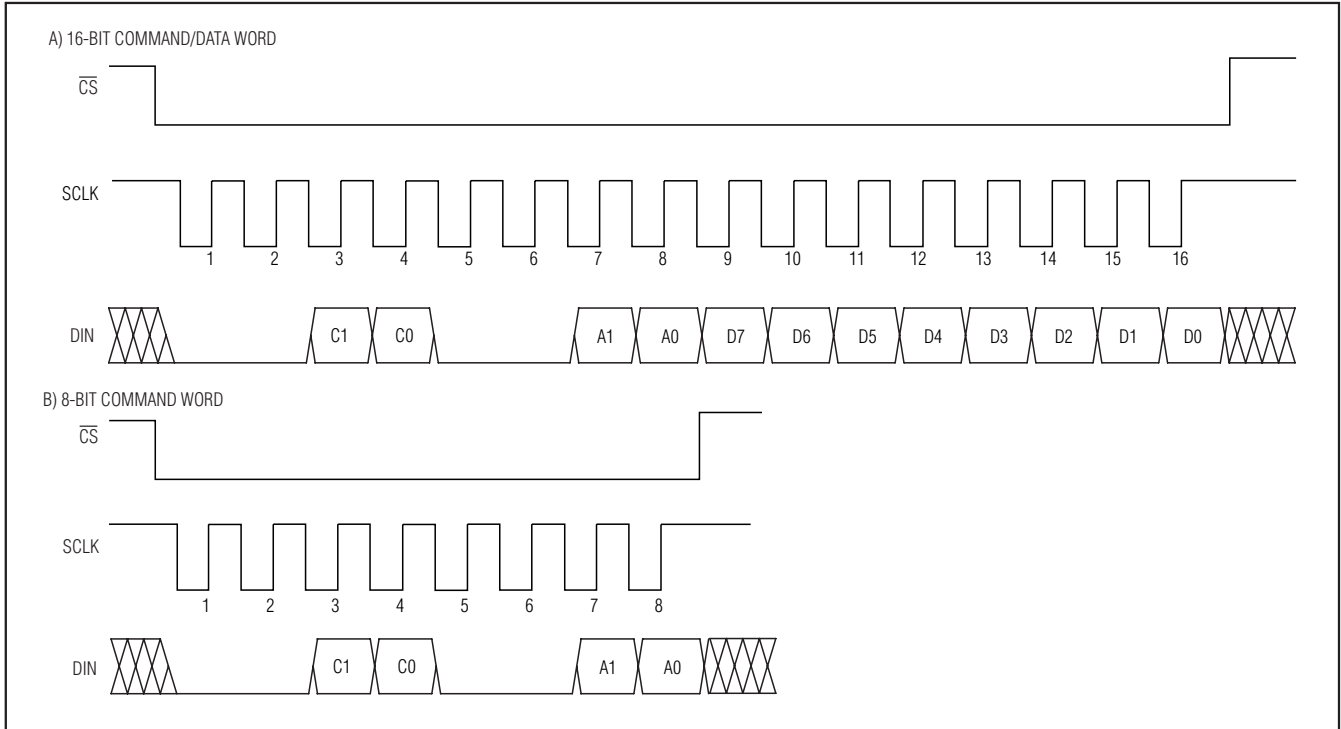 A) 16-BIT COMMAND/DATA WORD
CS
SCLK
1 2 3 4 5 6 7 8 9 10 11 12 13 14 15 16
DIN C1 C0 A1 A0 D7 D6 D5 D4 D3 D2 D1 D0
B) 8-BIT COMMAND WORD
CS
SCLK
1 2 3 4 5 6 7 8
DIN C1 C0 A1 A0